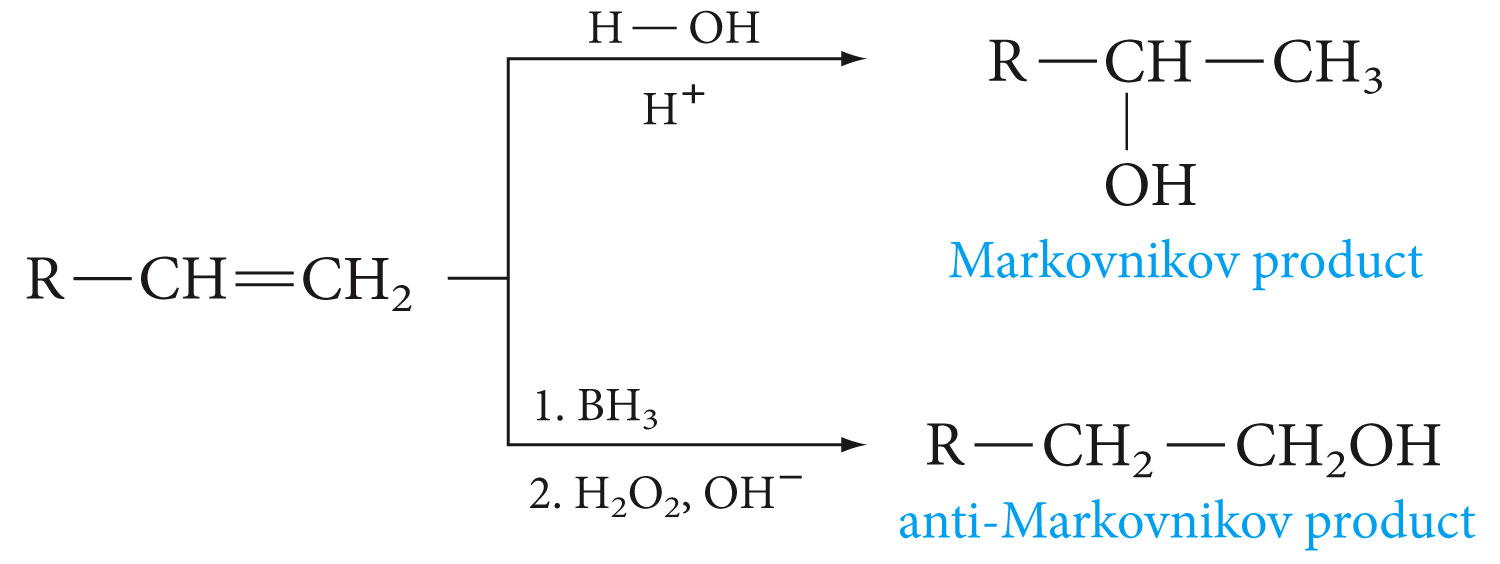 H — OH
H⁺
R — CH — CH₃
OH
Markovnikov product
R — CH = CH₂
1. BH₃
2. H₂O₂, OH⁻
R — CH₂ — CH₂OH
anti-Markovnikov product